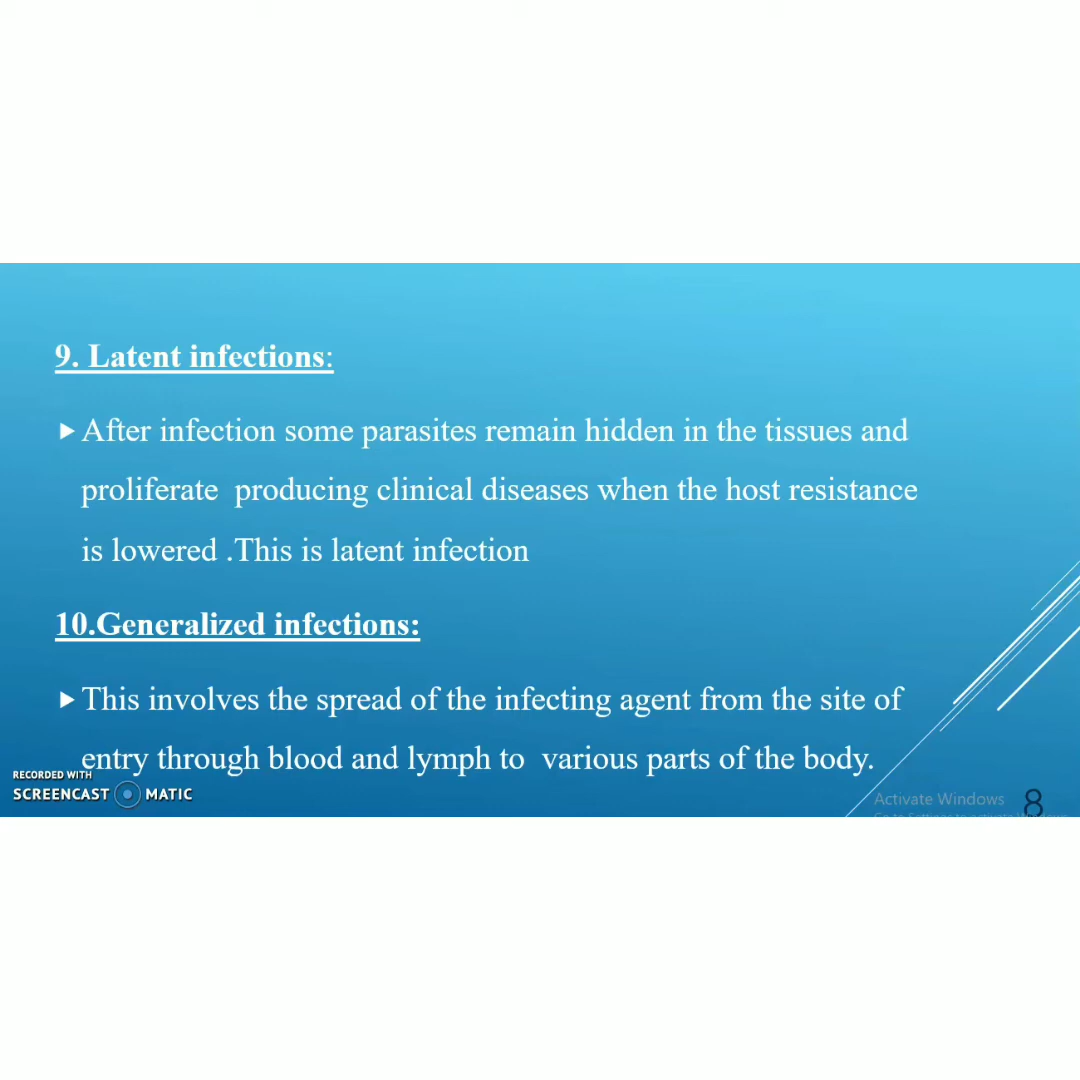 9. Latent infections:
After infection some parasites remain hidden in the tissues and
proliferate producing clinical diseases when the host resistance
is lowered .This is latent infection
10.Generalized infections:
This involves the spread of the infecting agent from the site of
entry through blood and lymph to various parts of the body.
RECORDED WITH
SCREENCAST MATIC
Activate Windows
8